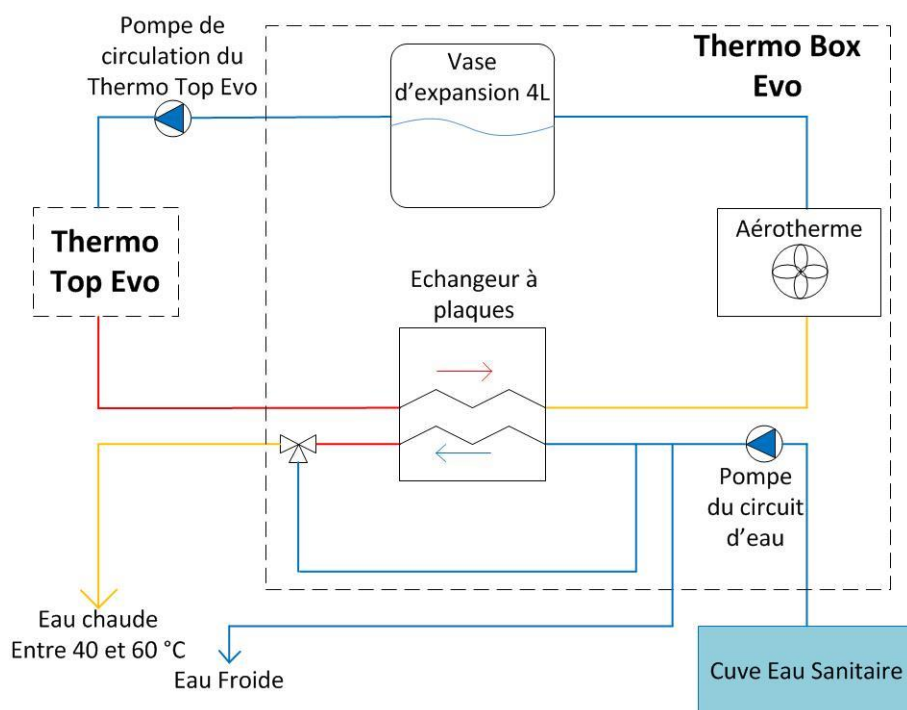 Pompe de
circulation du
Thermo Top Evo
Vase
d’expansion 4L
Thermo Box
Evo
Thermo
Top Evo
Aérotherme
Echangeur à
plaques
Pompe
du circuit
d’eau
Eau chaude
Entre 40 et 60 °C
Eau Froide
Cuve Eau Sanitaire